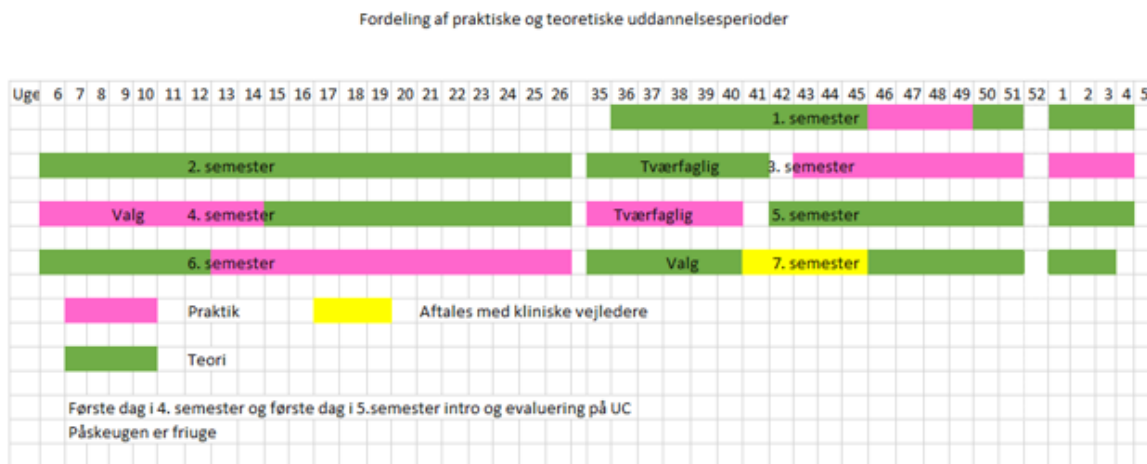 Fordeling af praktiske og teoretiske uddannelsesperioder
Uge 6 7 8 9 10 11 12 13 14 15 16 17 18 19 20 21 22 23 24 25 26 35 36 37 38 39 40 41 42 43 44 45 46 47 48 49 50 51 52 1 2 3 4 5
1. semester
2. semester Tværfaglig 3. semester
Valg 4. semester Tværfaglig 5. semester
6. semester Valg 7. semester
Praktik Aftales med kliniske vejledere
Teori
Første dag i 4. semester og første dag i 5.semester intro og evaluering på UC
Påskeugen er friuge